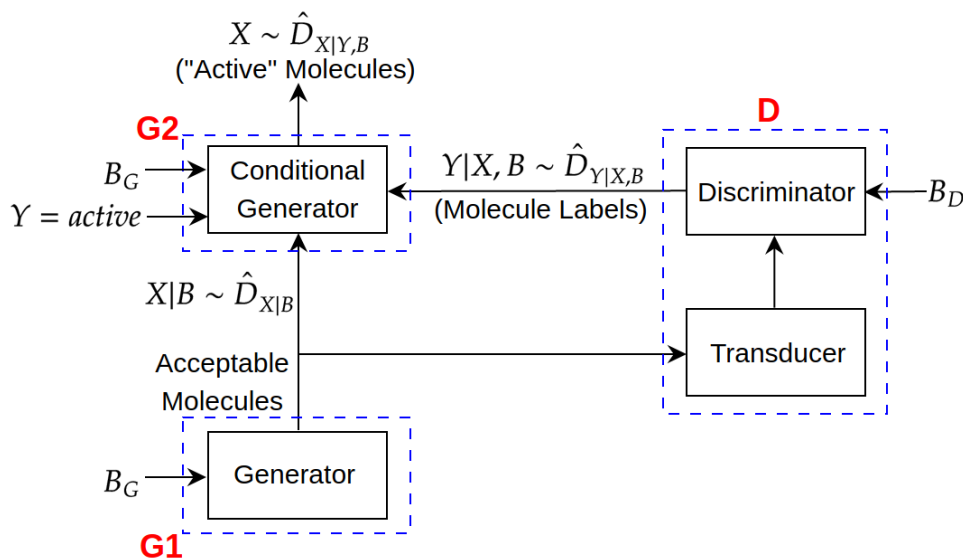 X ~ D̂_{X|Y,B}
("Active" Molecules)
G2
D
B_G
Conditional
Generator
Y = active
Y|X, B ~ D̂_{Y|X,B}
(Molecule Labels)
Discriminator
B_D
X|B ~ D̂_{X|B}
Acceptable
Molecules
Transducer
B_G
Generator
G1